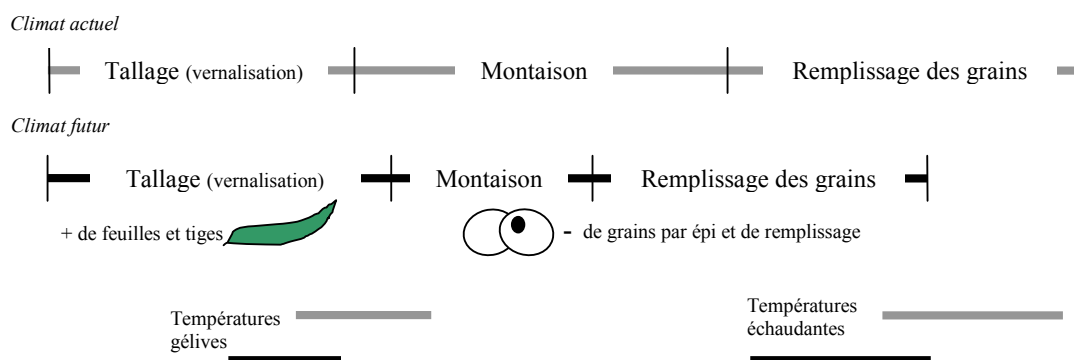 Climat actuel
Tallage (vernalisation) Montaison Remplissage des grains
Climat futur
Tallage (vernalisation) Montaison Remplissage des grains
+ de feuilles et tiges - de grains par épi et de remplissage
Températures
gélives
Températures
échaudantes